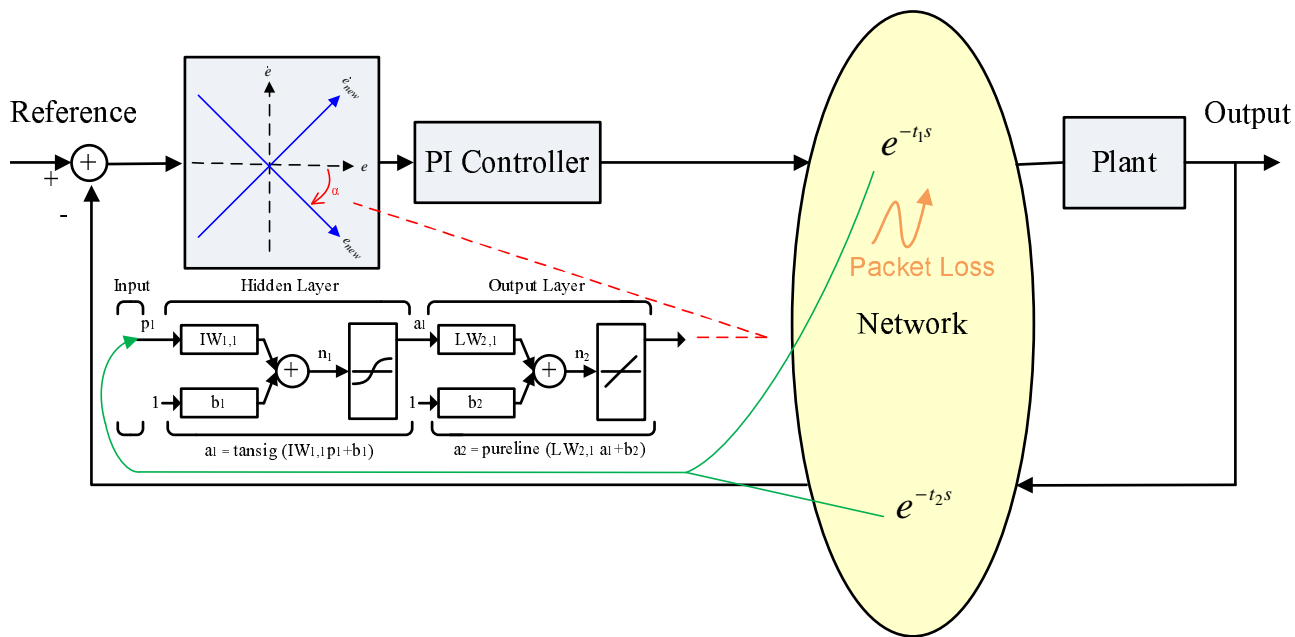 Reference
+
+
-
ė
ė_new
e
α
e_new
PI Controller
e^{-t_1 s}
Packet Loss
Network
e^{-t_2 s}
Plant
Output
Input
Hidden Layer
Output Layer
p1
IW1,1
1
b1
+
n1
a1
LW2,1
1
b2
+
n2
a1 = tansig (IW1,1p1+b1)
a2 = pureline (LW2,1 a1+b2)